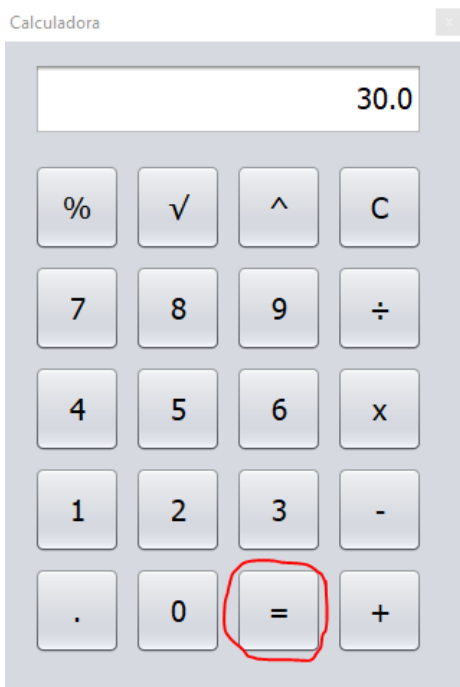 Calculadora x
30.0
% √ ^ C
7 8 9 ÷
4 5 6 x
1 2 3 -
. 0 = +